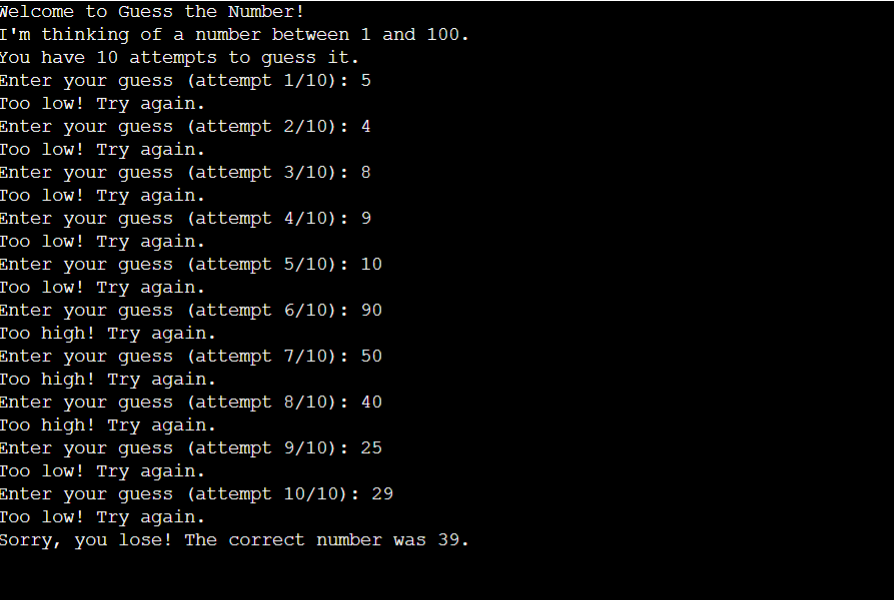 Welcome to Guess the Number!
I'm thinking of a number between 1 and 100.
You have 10 attempts to guess it.
Enter your guess (attempt 1/10): 5
Too low! Try again.
Enter your guess (attempt 2/10): 4
Too low! Try again.
Enter your guess (attempt 3/10): 8
Too low! Try again.
Enter your guess (attempt 4/10): 9
Too low! Try again.
Enter your guess (attempt 5/10): 10
Too low! Try again.
Enter your guess (attempt 6/10): 90
Too high! Try again.
Enter your guess (attempt 7/10): 50
Too high! Try again.
Enter your guess (attempt 8/10): 40
Too high! Try again.
Enter your guess (attempt 9/10): 25
Too low! Try again.
Enter your guess (attempt 10/10): 29
Too low! Try again.
Sorry, you lose! The correct number was 39.